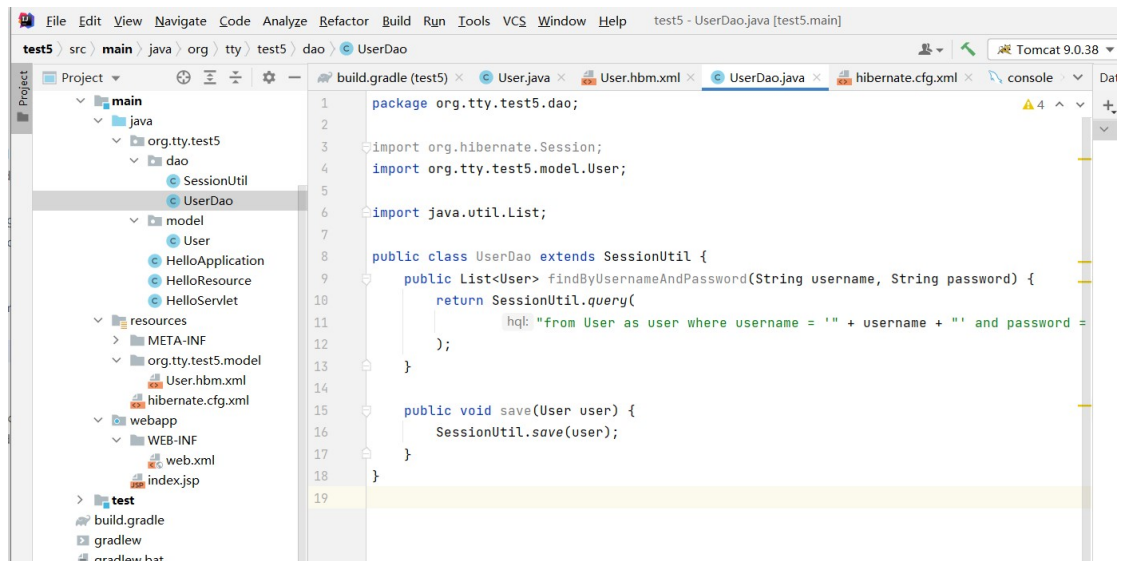 File Edit View Navigate Code Analyze Refactor Build Run Tools VCS Window Help test5 - UserDao.java [test5.main]
test5 〉 src 〉 main 〉 java 〉 org 〉 tty 〉 test5 〉 dao 〉 UserDao Tomcat 9.0.38
Project build.gradle (test5) User.java User.hbm.xml UserDao.java hibernate.cfg.xml console Dat
Project
main
java
org.tty.test5
dao
SessionUtil
UserDao
model
User
HelloApplication
HelloResource
HelloServlet
resources
META-INF
org.tty.test5.model
User.hbm.xml
hibernate.cfg.xml
webapp
WEB-INF
web.xml
index.jsp
test
build.gradle
gradlew
gradlew.bat
4
1 package org.tty.test5.dao;
2
3 import org.hibernate.Session;
4 import org.tty.test5.model.User;
5
6 import java.util.List;
7
8 public class UserDao extends SessionUtil {
9 public List<User> findByUsernameAndPassword(String username, String password) {
10 return SessionUtil.query(
11 hql: "from User as user where username = '" + username + "' and password =
12 );
13 }
14
15 public void save(User user) {
16 SessionUtil.save(user);
17 }
18 }
19